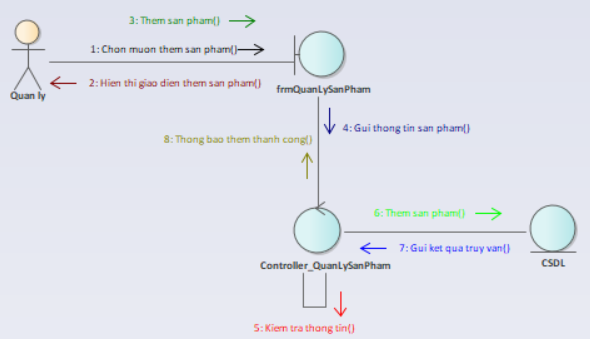 3: Them san pham()
1: Chon muon them san pham()
2: Hien thi giao dien them san pham()
Quan ly
frmQuanLySanPham
4: Gui thong tin san pham()
8: Thong bao them thanh cong()
6: Them san pham()
7: Gui ket qua truy van()
Controller_QuanLySanPham
CSDL
5: Kiem tra thong tin()